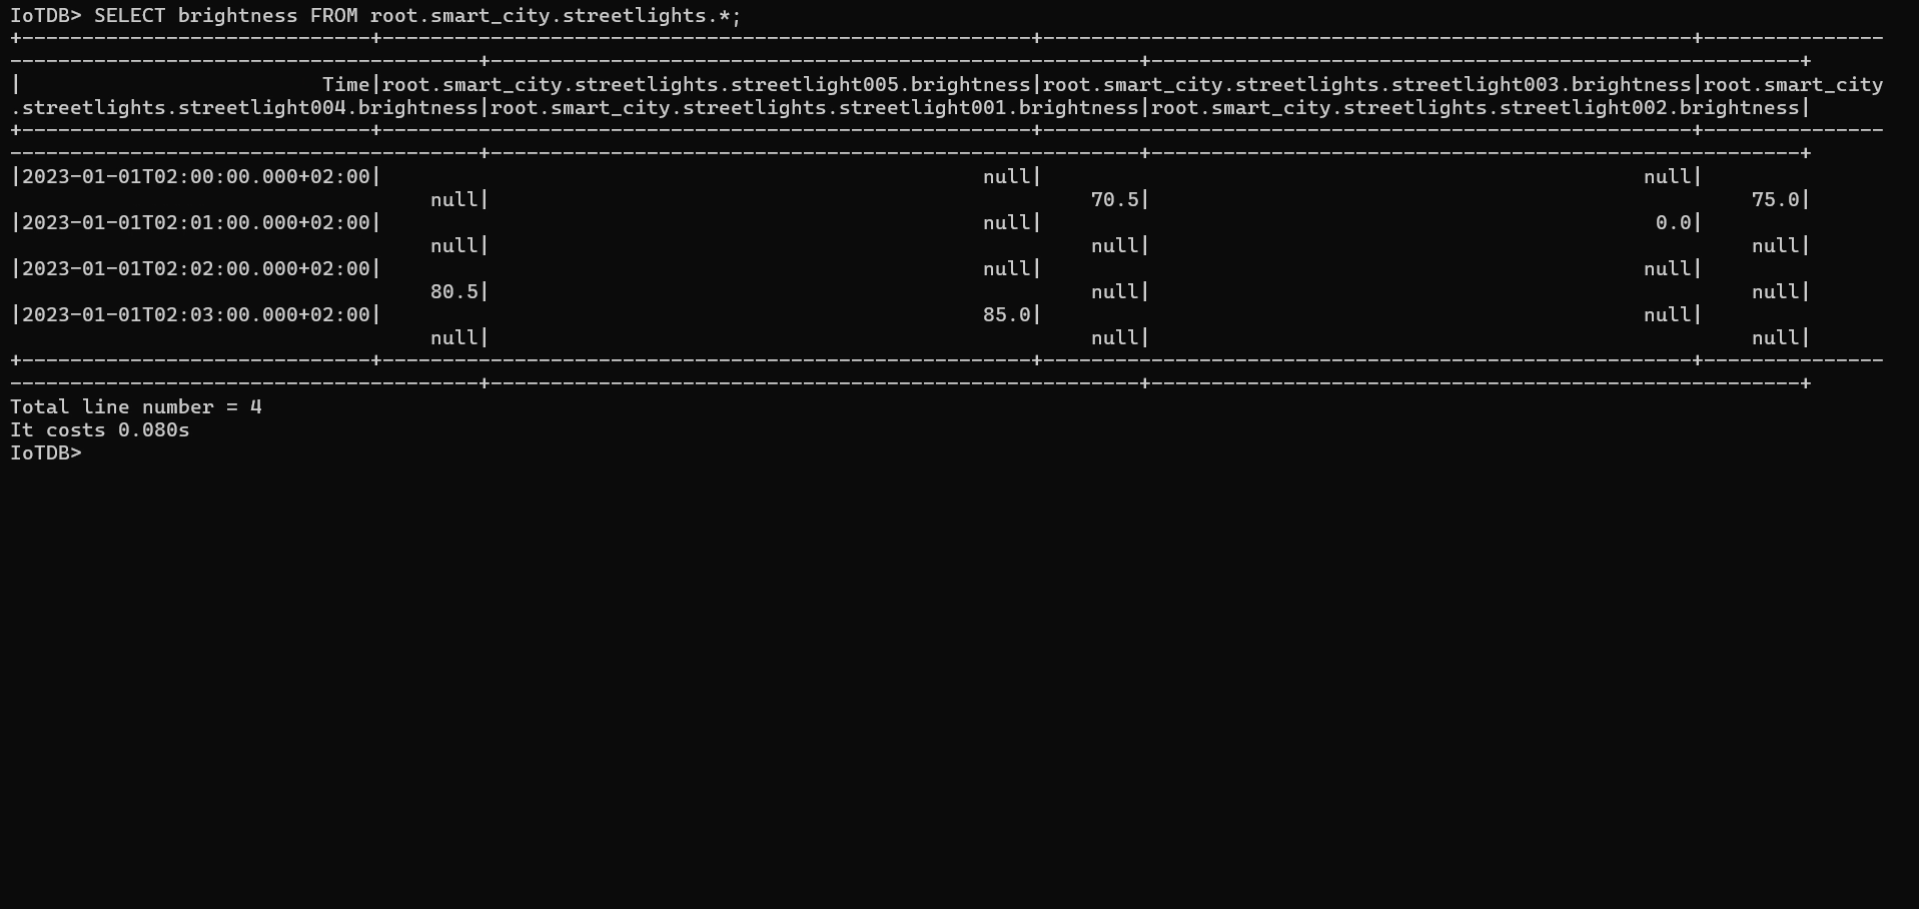 IoTDB> SELECT brightness FROM root.smart_city.streetlights.*;
+-----------------------------+------------------------------------------------------+------------------------------------------------------+---------------
---------------------------------------+------------------------------------------------------+------------------------------------------------------+
|                         Time|root.smart_city.streetlights.streetlight005.brightness|root.smart_city.streetlights.streetlight003.brightness|root.smart_city
.streetlights.streetlight004.brightness|root.smart_city.streetlights.streetlight001.brightness|root.smart_city.streetlights.streetlight002.brightness|
+-----------------------------+------------------------------------------------------+------------------------------------------------------+---------------
---------------------------------------+------------------------------------------------------+------------------------------------------------------+
|2023-01-01T02:00:00.000+02:00|                                                  null|                                                  null|
                                   null|                                                  70.5|                                                  75.0|
|2023-01-01T02:01:00.000+02:00|                                                  null|                                                   0.0|
                                   null|                                                  null|                                                  null|
|2023-01-01T02:02:00.000+02:00|                                                  null|                                                  null|
                                   80.5|                                                  null|                                                  null|
|2023-01-01T02:03:00.000+02:00|                                                  85.0|                                                  null|
                                   null|                                                  null|                                                  null|
+-----------------------------+------------------------------------------------------+------------------------------------------------------+---------------
---------------------------------------+------------------------------------------------------+------------------------------------------------------+
Total line number = 4
It costs 0.080s
IoTDB>